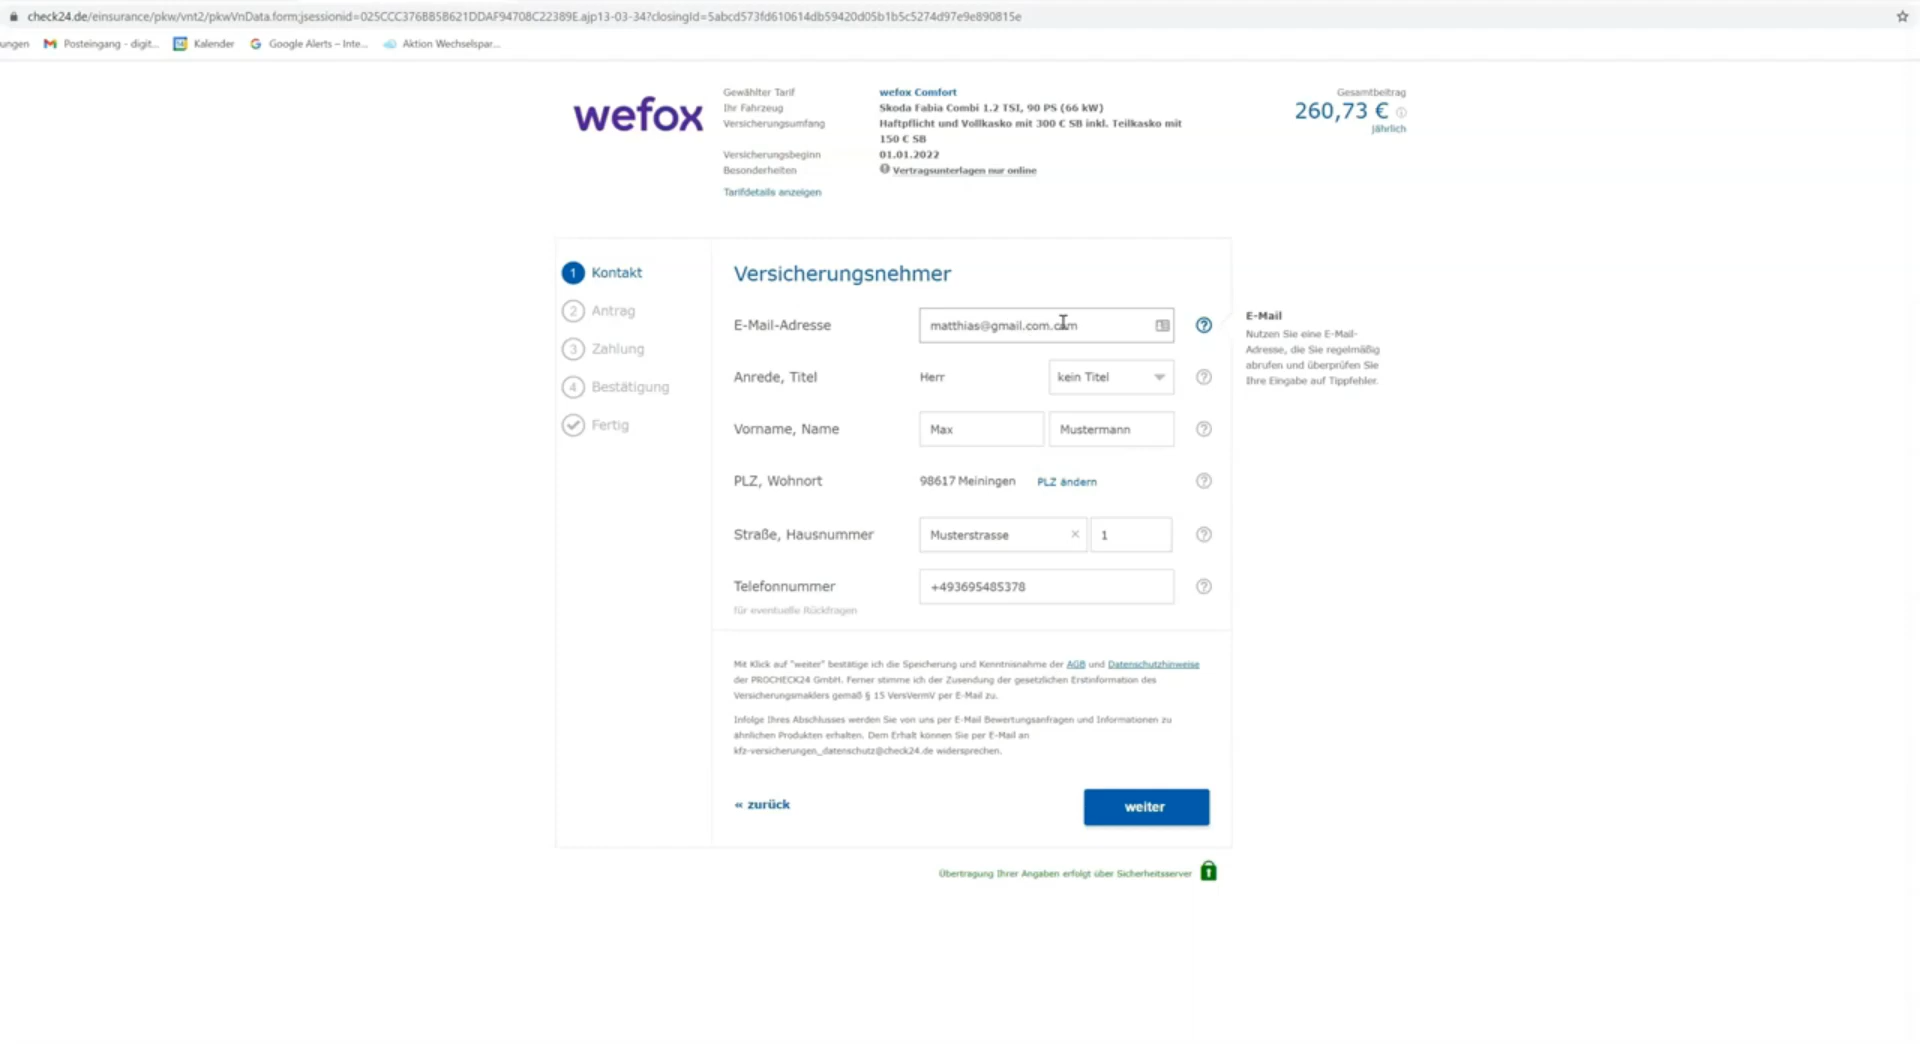 check24.de/einsurance/pkw/vnt2/pkwVnData.form;jsessionid=025CCC376BB5B621DDAF94708C22389E.ajp13-03-34?closingId=5abcd573fd610614db59420d05b1b5c5274d97e9e890815e
ungen Posteingang - digit... Kalender Google Alerts – Inte... Aktion Wechselspar...
wefox
Gewählter Tarif wefox Comfort
Ihr Fahrzeug Skoda Fabia Combi 1.2 TSI, 90 PS (66 kW)
Versicherungsumfang Haftpflicht und Vollkasko mit 300 € SB inkl. Teilkasko mit
150 € SB
Versicherungsbeginn 01.01.2022
Besonderheiten Vertragsunterlagen nur online
Tarifdetails anzeigen
Gesamtbeitrag
260,73 €
jährlich
1 Kontakt
2 Antrag
3 Zahlung
4 Bestätigung
Fertig
Versicherungsnehmer
E-Mail-Adresse matthias@gmail.com.com ?
Anrede, Titel Herr kein Titel ?
Vorname, Name Max Mustermann ?
PLZ, Wohnort 98617 Meiningen PLZ ändern ?
Straße, Hausnummer Musterstrasse × 1 ?
Telefonnummer +493695485378 ?
für eventuelle Rückfragen
E-Mail
Nutzen Sie eine E-Mail-
Adresse, die Sie regelmäßig
abrufen und überprüfen Sie
Ihre Eingabe auf Tippfehler.
Mit Klick auf "weiter" bestätige ich die Speicherung und Kenntnisnahme der AGB und Datenschutzhinweise
der PROCHECK24 GmbH. Ferner stimme ich der Zusendung der gesetzlichen Erstinformation des
Versicherungsmaklers gemäß § 15 VersVermV per E-Mail zu.
Infolge Ihres Abschlusses werden Sie von uns per E-Mail Bewertungsanfragen und Informationen zu
ähnlichen Produkten erhalten. Dem Erhalt können Sie per E-Mail an
kfz-versicherungen_datenschutz@check24.de widersprechen.
« zurück weiter
Übertragung Ihrer Angaben erfolgt über Sicherheitsserver